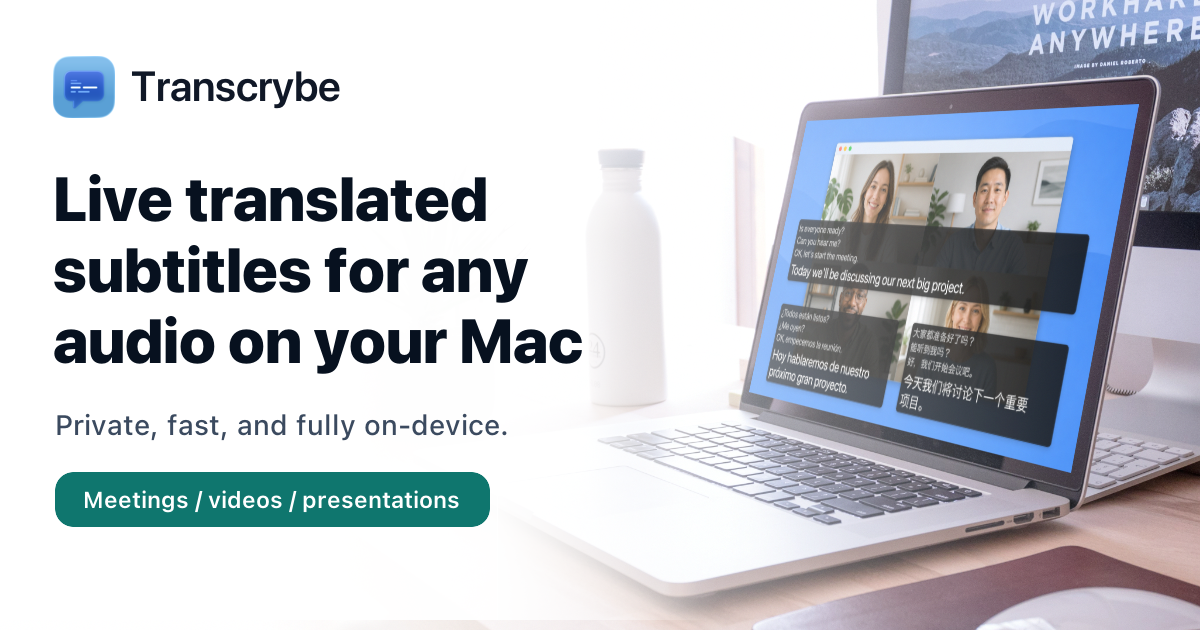 Transcrybe
Live translated
subtitles for any
audio on your Mac
Private, fast, and fully on-device.
Meetings / videos / presentations
WORKHARD
ANYWHERE
IMAGE BY DANIEL ROBERTO
Is everyone ready?
Can you hear me?
OK, let's start the meeting.
Today we'll be discussing our next big project.
¿Todos están listos?
¿Me oyen?
OK, empecemos la reunión.
Hoy hablaremos de nuestro
próximo gran proyecto.
大家都准备好了吗？
能听到我吗？
好，我们开始会议吧。
今天我们将讨论下一个重要
项目。